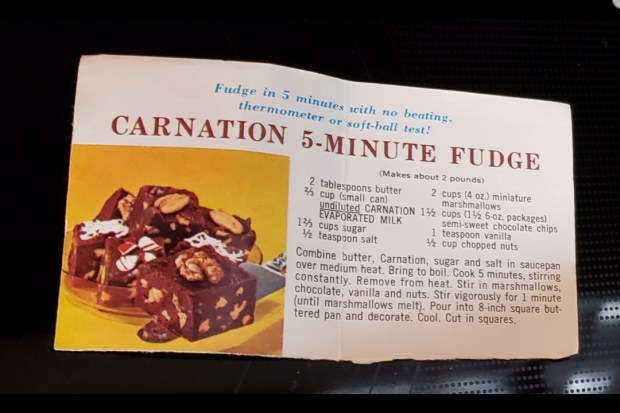 Fudge in 5 minutes with no beating,
thermometer or soft-ball test!
CARNATION 5-MINUTE FUDGE
(Makes about 2 pounds)
2 tablespoons butter
⅔ cup (small can)
undiluted CARNATION
EVAPORATED MILK
1⅔ cups sugar
½ teaspoon salt
2 cups (4 oz.) miniature
marshmallows
1½ cups (1½ 6-oz. packages)
semi-sweet chocolate chips
1 teaspoon vanilla
½ cup chopped nuts
Combine butter, Carnation, sugar and salt in saucepan
over medium heat. Bring to boil. Cook 5 minutes, stirring
constantly. Remove from heat. Stir in marshmallows,
chocolate, vanilla and nuts. Stir vigorously for 1 minute
(until marshmallows melt). Pour into 8-inch square but-
tered pan and decorate. Cool. Cut in squares.